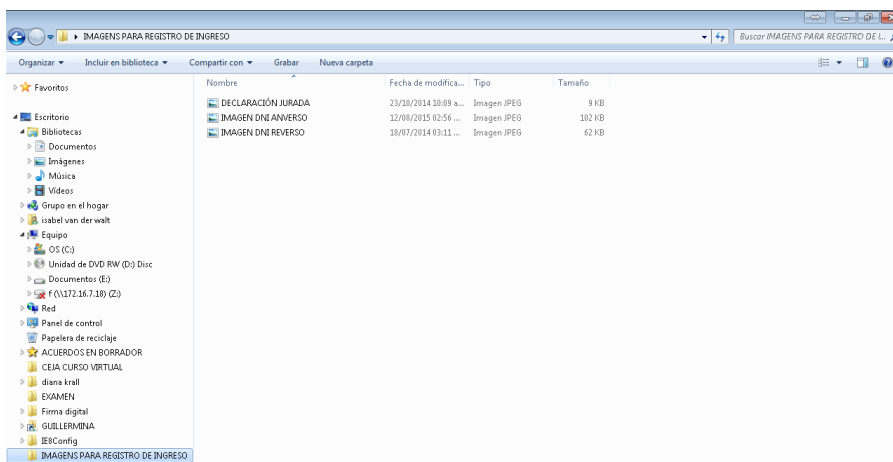 IMAGENS PARA REGISTRO DE INGRESO
Buscar IMAGENS PARA REGISTRO DE I...
Organizar Incluir en biblioteca Compartir con Grabar Nueva carpeta
Nombre Fecha de modifica... Tipo Tamaño
DECLARACIÓN JURADA 23/10/2014 10:09 a... Imagen JPEG 9 KB
IMAGEN DNI ANVERSO 12/08/2015 02:56 ... Imagen JPEG 102 KB
IMAGEN DNI REVERSO 18/07/2014 03:11 ... Imagen JPEG 62 KB
Favoritos
Escritorio
Bibliotecas
Documentos
Imágenes
Música
Vídeos
Grupo en el hogar
isabel van der walt
Equipo
OS (C:)
Unidad de DVD RW (D:) Disc
Documentos (E:)
f (\\172.16.7.18) (Z:)
Red
Panel de control
Papelera de reciclaje
ACUERDOS EN BORRADOR
CEJA CURSO VIRTUAL
diana krall
EXAMEN
Firma digital
GUILLERMINA
IE8Config
IMAGENS PARA REGISTRO DE INGRESO